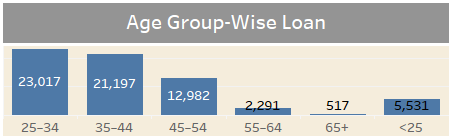 Age Group-Wise Loan
23,017 21,197 12,982 2,291 517 5,531
25–34 35–44 45–54 55–64 65+ <25